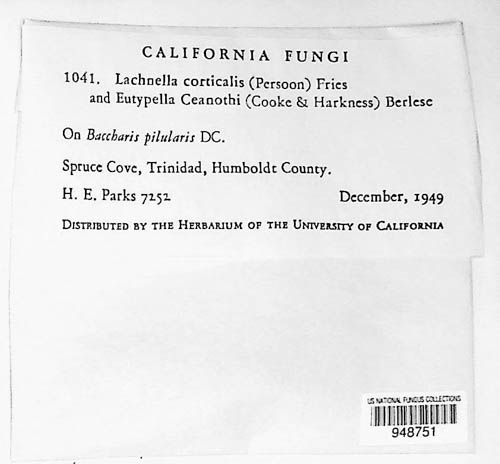 CALIFORNIA FUNGI
1041. Lachnella corticalis (Persoon) Fries
and Eutypella Ceanothi (Cooke & Harkness) Berlese
On Baccharis pilularis DC.
Spruce Cove, Trinidad, Humboldt County.
H. E. Parks 7252 December, 1949
Distributed by the Herbarium of the University of California
US NATIONAL FUNGUS COLLECTIONS
948751